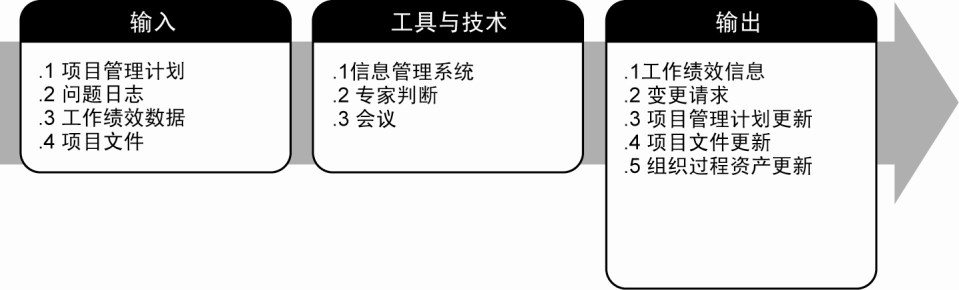 输入
.1 项目管理计划
.2 问题日志
.3 工作绩效数据
.4 项目文件
工具与技术
.1信息管理系统
.2 专家判断
.3 会议
输出
.1工作绩效信息
.2 变更请求
.3 项目管理计划更新
.4 项目文件更新
.5 组织过程资产更新